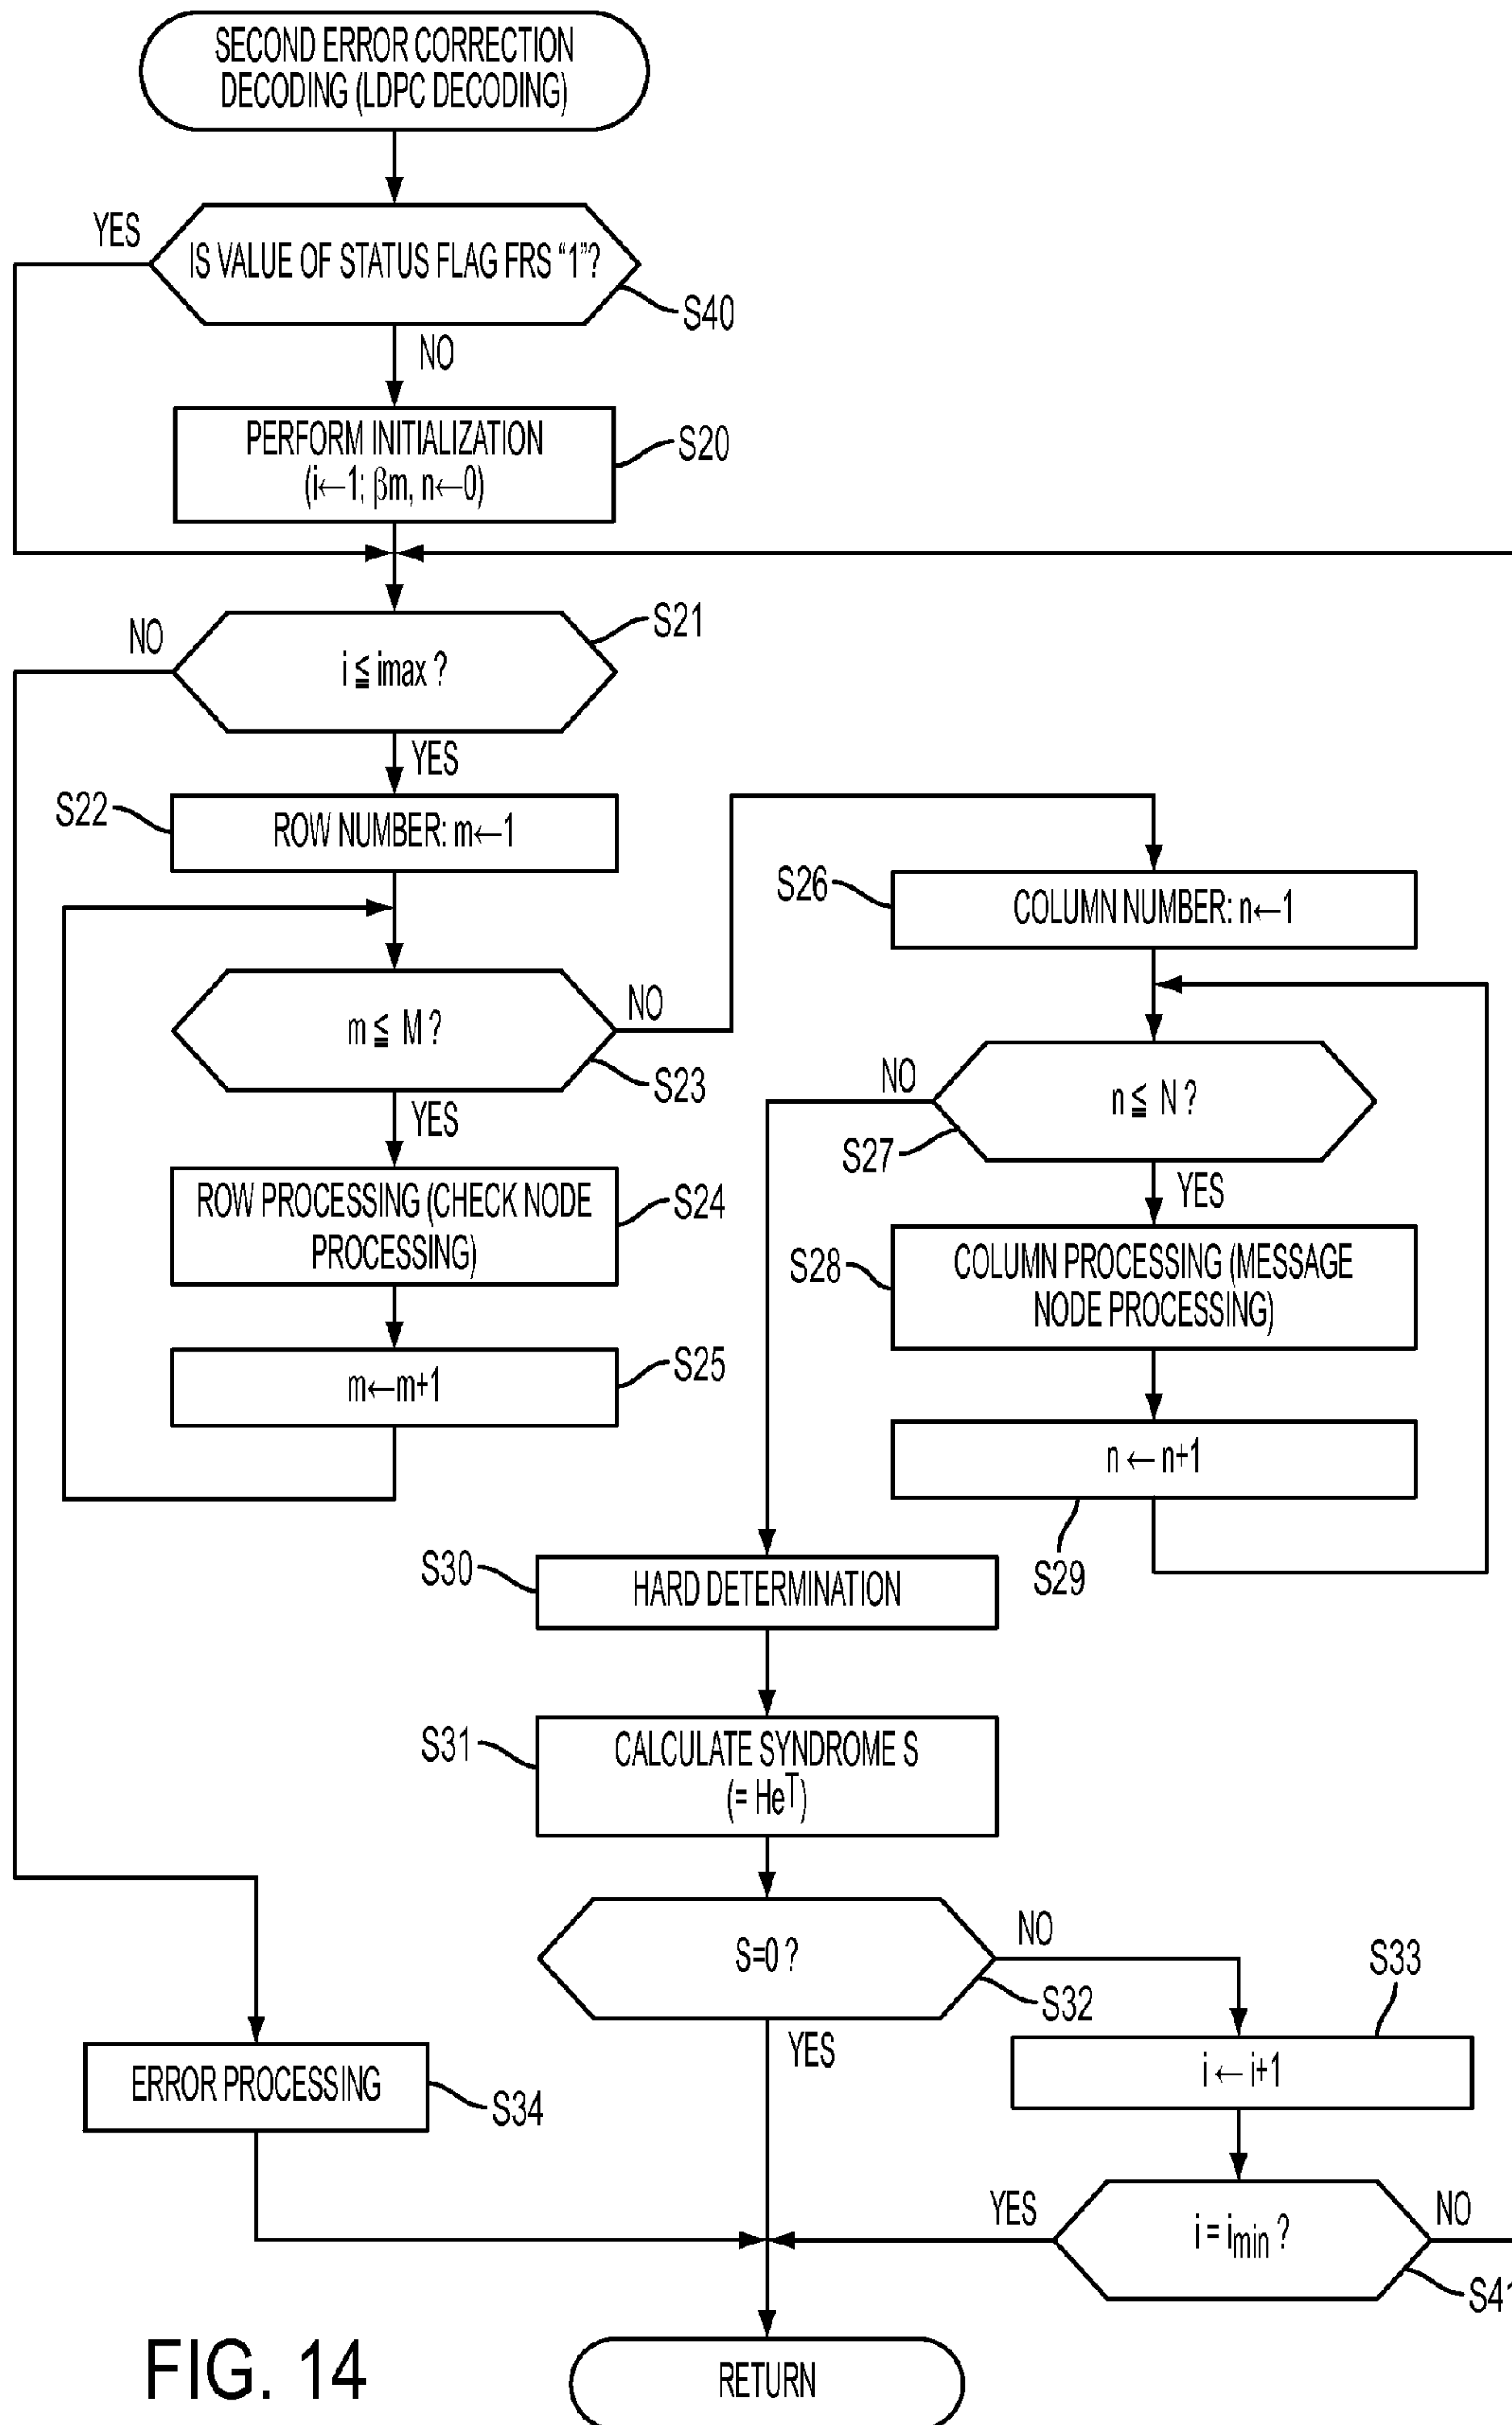 SECOND ERROR CORRECTION
DECODING (LDPC DECODING)
YES
IS VALUE OF STATUS FLAG FRS “1”?
S40
NO
PERFORM INITIALIZATION
(i←1; βm, n←0)
S20
S21
NO
i ≦ imax ?
YES
S22
ROW NUMBER: m←1
S26
COLUMN NUMBER: n←1
m ≦ M ?
NO
S23
YES
NO
n ≦ N ?
S27
YES
ROW PROCESSING (CHECK NODE
PROCESSING)
S24
S28
COLUMN PROCESSING (MESSAGE
NODE PROCESSING)
m←m+1
S25
n ← n+1
S29
S30
HARD DETERMINATION
S31
CALCULATE SYNDROME S
(= He^T)
S=0 ?
NO
S32
YES
S33
i ← i+1
ERROR PROCESSING
S34
YES
i = imin ?
NO
S41
FIG. 14
RETURN